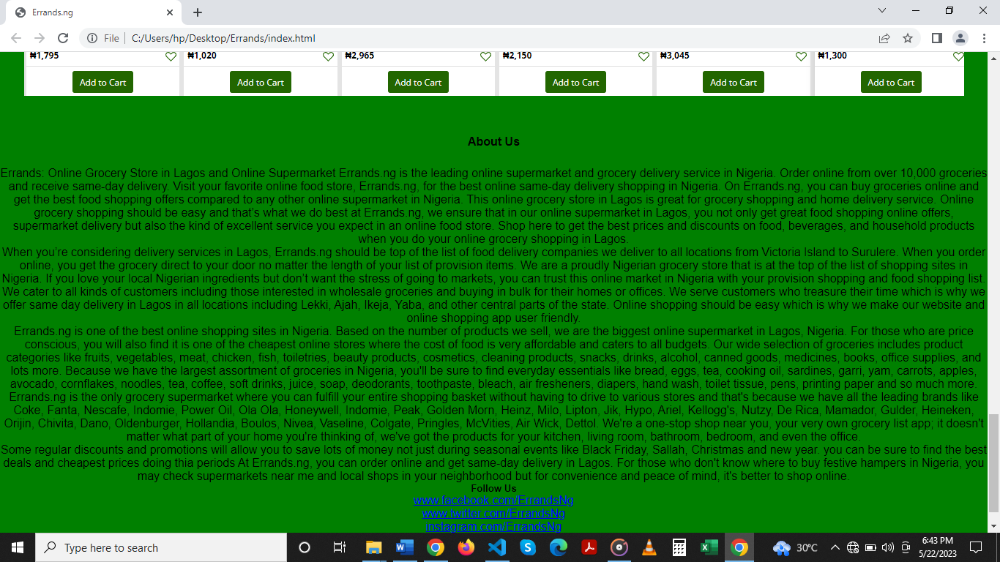 Errands.ng
File C:/Users/hp/Desktop/Errands/index.html
₦1,795 ₦1,020 ₦2,965 ₦2,150 ₦3,045 ₦1,300
Add to Cart Add to Cart Add to Cart Add to Cart Add to Cart Add to Cart
About Us
Errands: Online Grocery Store in Lagos and Online Supermarket Errands.ng is the leading online supermarket and grocery delivery service in Nigeria. Order online from over 10,000 groceries
and receive same-day delivery. Visit your favorite online food store, Errands.ng, for the best online same-day delivery shopping in Nigeria. On Errands.ng, you can buy groceries online and
get the best food shopping offers compared to any other online supermarket in Nigeria. This online grocery store in Lagos is great for grocery shopping and home delivery service. Online
grocery shopping should be easy and that's what we do best at Errands.ng, we ensure that in our online supermarket in Lagos, you not only get great food shopping online offers,
supermarket delivery but also the kind of excellent service you expect in an online food store. Shop here to get the best prices and discounts on food, beverages, and household products
when you do your online grocery shopping in Lagos.
When you're considering delivery services in Lagos, Errands.ng should be top of the list of food delivery companies we deliver to all locations from Victoria Island to Surulere. When you order
online, you get the grocery direct to your door no matter the length of your list of provision items. We are a proudly Nigerian grocery store that is at the top of the list of shopping sites in
Nigeria. If you love your local Nigerian ingredients but don't want the stress of going to markets, you can trust this online market in Nigeria with your provision shopping and food shopping list.
We cater to all kinds of customers including those interested in wholesale groceries and buying in bulk for their homes or offices. We serve customers who treasure their time which is why we
offer same day delivery in Lagos in all locations including Lekki, Ajah, Ikeja, Yaba, and other central parts of the state. Online shopping should be easy which is why we make our website and
online shopping app user friendly.
Errands.ng is one of the best online shopping sites in Nigeria. Based on the number of products we sell, we are the biggest online supermarket in Lagos, Nigeria. For those who are price
conscious, you will also find it is one of the cheapest online stores where the cost of food is very affordable and caters to all budgets. Our wide selection of groceries includes product
categories like fruits, vegetables, meat, chicken, fish, toiletries, beauty products, cosmetics, cleaning products, snacks, drinks, alcohol, canned goods, medicines, books, office supplies, and
lots more. Because we have the largest assortment of groceries in Nigeria, you'll be sure to find everyday essentials like bread, eggs, tea, cooking oil, sardines, garri, yam, carrots, apples,
avocado, cornflakes, noodles, tea, coffee, soft drinks, juice, soap, deodorants, toothpaste, bleach, air fresheners, diapers, hand wash, toilet tissue, pens, printing paper and so much more.
Errands.ng is the only grocery supermarket where you can fulfill your entire shopping basket without having to drive to various stores and that's because we have all the leading brands like
Coke, Fanta, Nescafe, Indomie, Power Oil, Ola Ola, Honeywell, Indomie, Peak, Golden Morn, Heinz, Milo, Lipton, Jik, Hypo, Ariel, Kellogg's, Nutzy, De Rica, Mamador, Gulder, Heineken,
Orijin, Chivita, Dano, Oldenburger, Hollandia, Boulos, Nivea, Vaseline, Colgate, Pringles, McVities, Air Wick, Dettol. We're a one-stop shop near you, your very own grocery list app; it doesn't
matter what part of your home you're thinking of, we've got the products for your kitchen, living room, bathroom, bedroom, and even the office.
Some regular discounts and promotions will allow you to save lots of money not just during seasonal events like Black Friday, Sallah, Christmas and new year. you can be sure to find the best
deals and cheapest prices doing thia periods At Errands.ng, you can order online and get same-day delivery in Lagos. For those who don't know where to buy festive hampers in Nigeria, you
may check supermarkets near me and local shops in your neighborhood but for convenience and peace of mind, it's better to shop online.
Follow Us
www.facebook.com/ErrandsNg
www.twitter.com/ErrandsNg
instagram.com/ErrandsNg
Type here to search
30°C
6:43 PM
5/22/2023